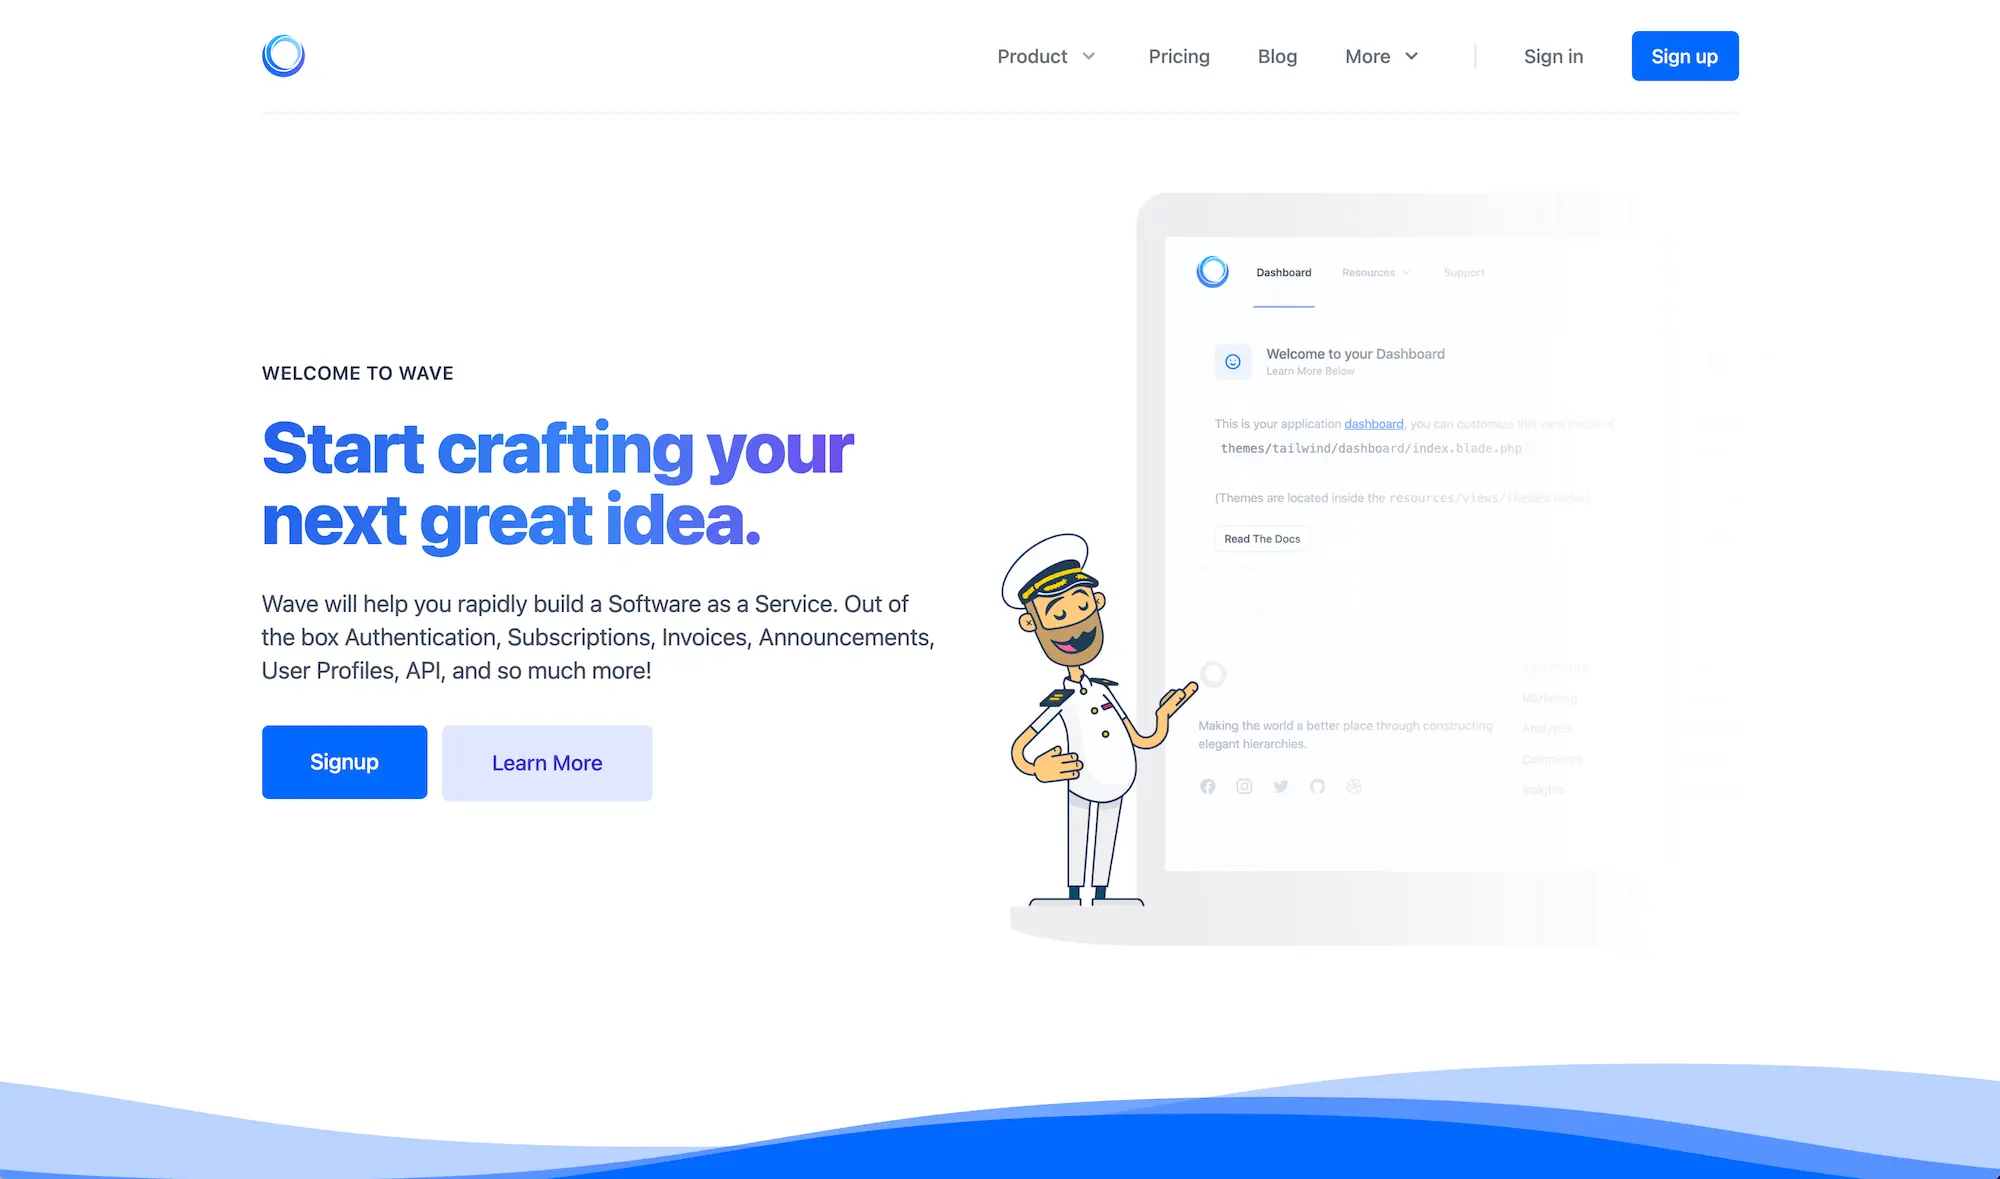 Product Pricing Blog More Sign in Sign up
WELCOME TO WAVE
Start crafting your
next great idea.
Wave will help you rapidly build a Software as a Service. Out of
the box Authentication, Subscriptions, Invoices, Announcements,
User Profiles, API, and so much more!
Signup Learn More
Dashboard Resources Support
Welcome to your Dashboard
Learn More Below
This is your application dashboard, you can customize this view inside of
themes/tailwind/dashboard/index.blade.php
(Themes are located inside the resources/views/themes folder)
Read The Docs
Making the world a better place through constructing
elegant hierarchies.
Marketing
Analytics
Commerce
Insights